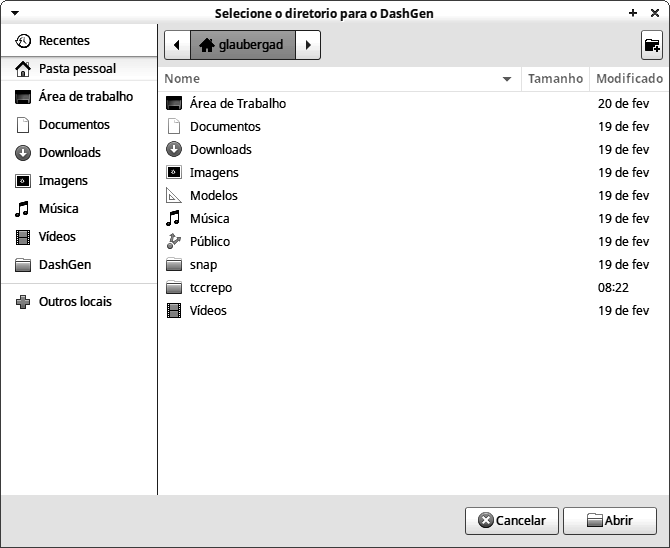 Selecione o diretorio para o DashGen
Recentes
Pasta pessoal
Área de trabalho
Documentos
Downloads
Imagens
Música
Vídeos
DashGen
Outros locais
glaubergad
Nome Tamanho Modificado
Área de Trabalho 20 de fev
Documentos 19 de fev
Downloads 19 de fev
Imagens 19 de fev
Modelos 19 de fev
Música 19 de fev
Público 19 de fev
snap 19 de fev
tccrepo 08:22
Vídeos 19 de fev
Cancelar Abrir